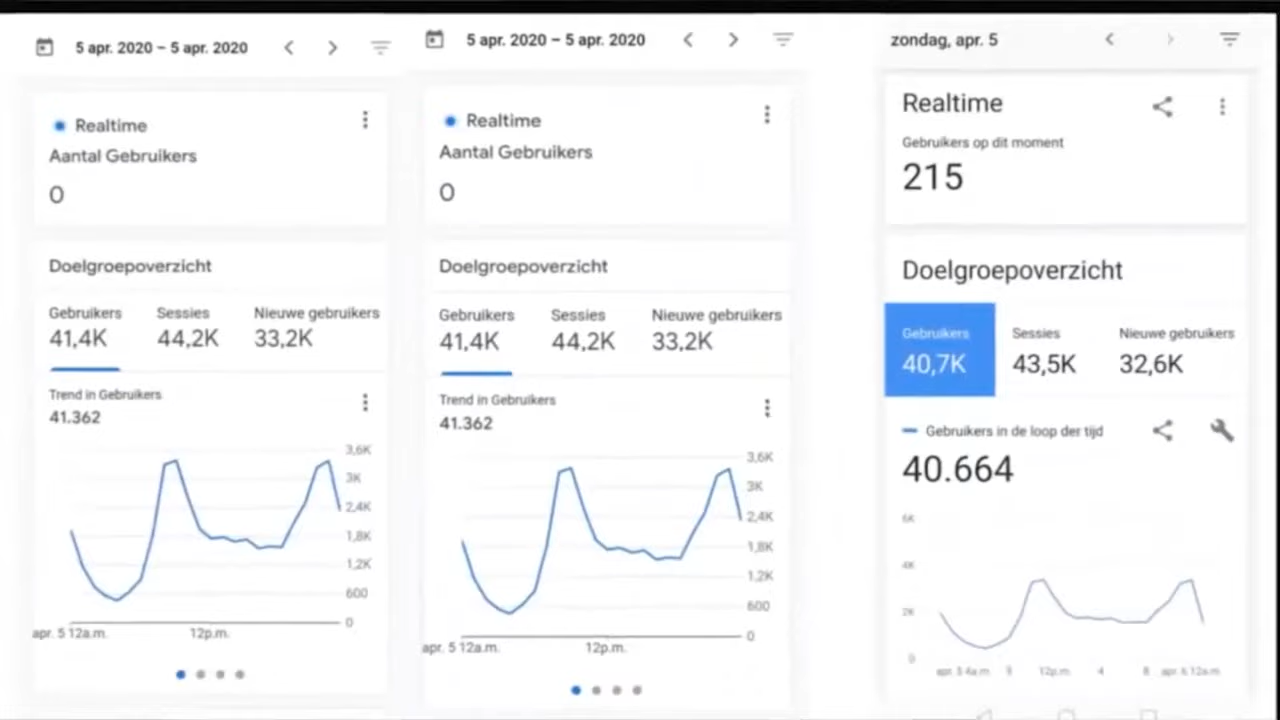 5 apr. 2020 – 5 apr. 2020
Realtime
Aantal Gebruikers
0
Doelgroepoverzicht
Gebruikers Sessies Nieuwe gebruikers
41,4K 44,2K 33,2K
Trend in Gebruikers
41.362
3,6K
3K
2,4K
1,8K
1,2K
600
0
apr. 5 12a.m. 12p.m.
5 apr. 2020 – 5 apr. 2020
Realtime
Aantal Gebruikers
0
Doelgroepoverzicht
Gebruikers Sessies Nieuwe gebruikers
41,4K 44,2K 33,2K
Trend in Gebruikers
41.362
3,6K
3K
2,4K
1,8K
1,2K
600
0
apr. 5 12a.m. 12p.m.
zondag, apr. 5
Realtime
Gebruikers op dit moment
215
Doelgroepoverzicht
Gebruikers Sessies Nieuwe gebruikers
40,7K 43,5K 32,6K
Gebruikers in de loop der tijd
40.664
6K
4K
2K
0
apr. 5 4a.m. 12p.m. 4 8 apr. 6 12a.m.